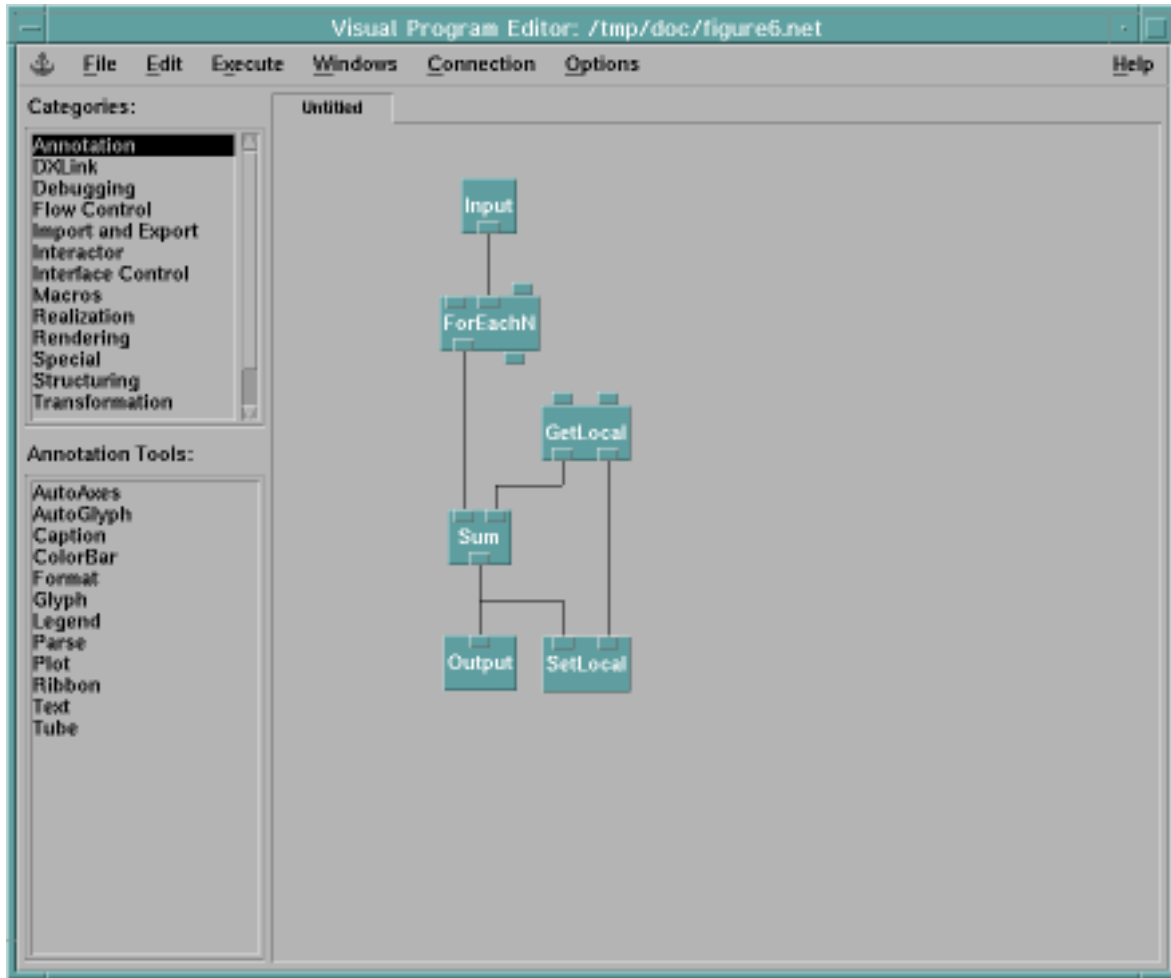 Visual Program Editor: /tmp/doc/figure6.net
File Edit Execute Windows Connection Options Help
Categories:
Annotation
DXLink
Debugging
Flow Control
Import and Export
Interactor
Interface Control
Macros
Realization
Rendering
Special
Structuring
Transformation
Annotation Tools:
AutoAxes
AutoGlyph
Caption
ColorBar
Format
Glyph
Legend
Parse
Plot
Ribbon
Text
Tube
Untitled
Input
ForEachN
GetLocal
Sum
Output SetLocal